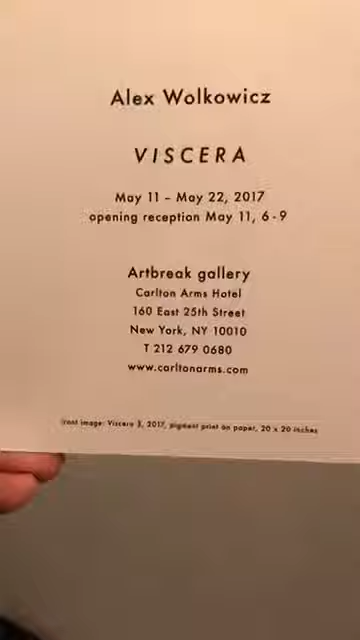 Alex Wolkowicz
VISCERA
May 11 – May 22, 2017
opening reception May 11, 6-9
Artbreak gallery
Carlton Arms Hotel
160 East 25th Street
New York, NY 10010
T 212 679 0680
www.carltonarms.com
front image: Viscera 3, 2017, pigment print on paper, 20 x 20 inches